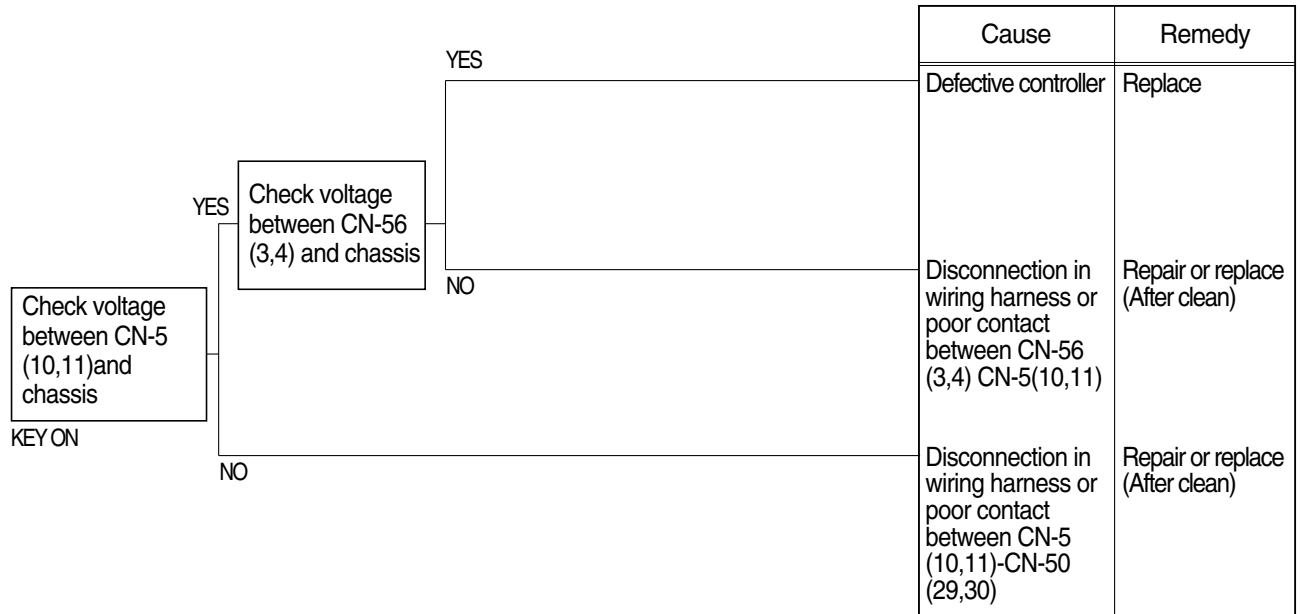 Cause
Remedy
YES
Defective controller
Replace
YES
Check voltage
between CN-56
(3,4) and chassis
NO
Disconnection in
wiring harness or
poor contact
between CN-56
(3,4) CN-5(10,11)
Repair or replace
(After clean)
Check voltage
between CN-5
(10,11)and
chassis
KEY ON
NO
Disconnection in
wiring harness or
poor contact
between CN-5
(10,11)-CN-50
(29,30)
Repair or replace
(After clean)